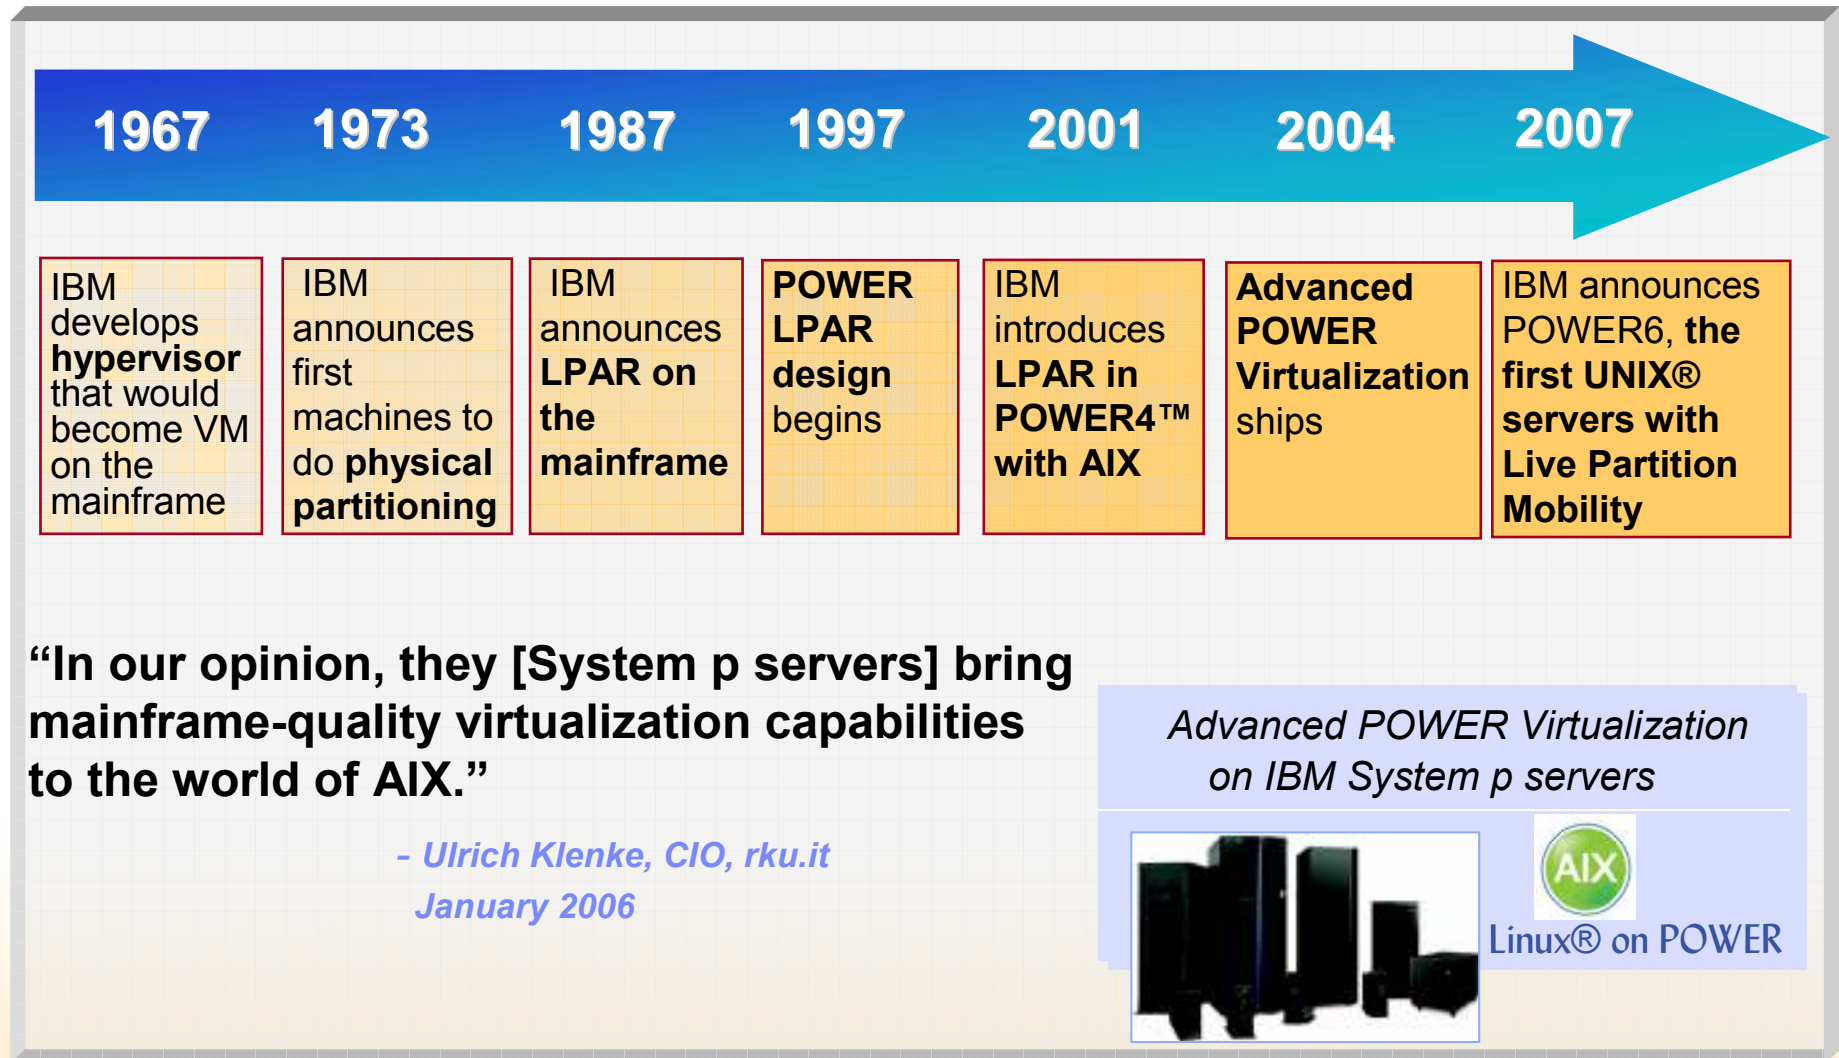 1967 1973 1987 1997 2001 2004 2007
IBM
develops
hypervisor
that would
become VM
on the
mainframe
IBM
announces
first
machines to
do physical
partitioning
IBM
announces
LPAR on
the
mainframe
POWER
LPAR
design
begins
IBM
introduces
LPAR in
POWER4™
with AIX
Advanced
POWER
Virtualization
ships
IBM announces
POWER6, the
first UNIX®
servers with
Live Partition
Mobility
“In our opinion, they [System p servers] bring
mainframe-quality virtualization capabilities
to the world of AIX.”
- Ulrich Klenke, CIO, rku.it
January 2006
Advanced POWER Virtualization
on IBM System p servers
AIX
Linux® on POWER